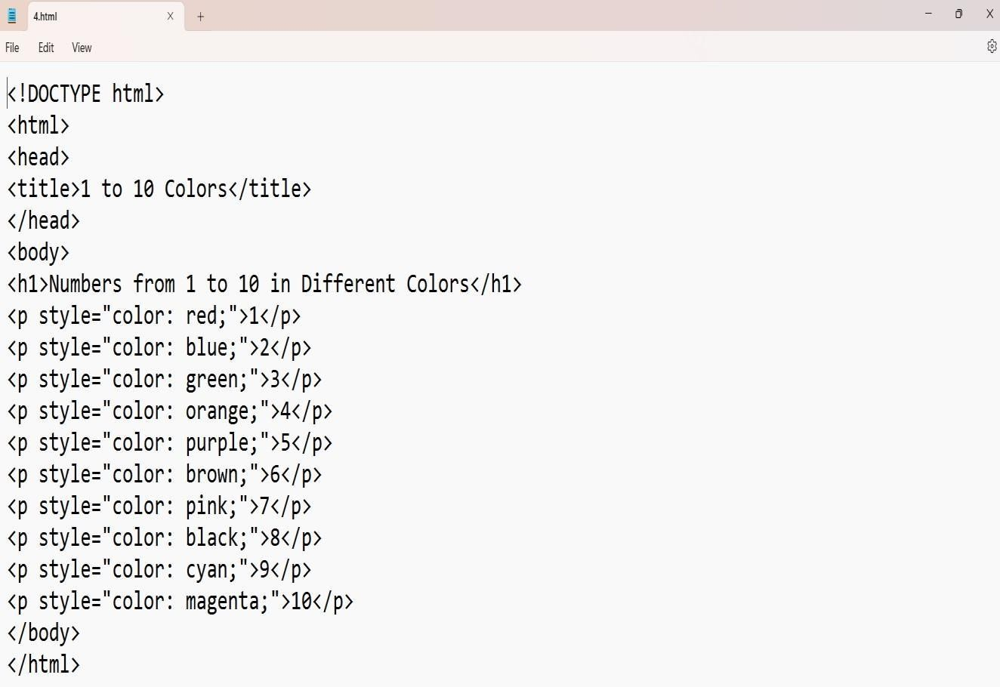 4.html
File Edit View
<!DOCTYPE html>
<html>
<head>
<title>1 to 10 Colors</title>
</head>
<body>
<h1>Numbers from 1 to 10 in Different Colors</h1>
<p style="color: red;">1</p>
<p style="color: blue;">2</p>
<p style="color: green;">3</p>
<p style="color: orange;">4</p>
<p style="color: purple;">5</p>
<p style="color: brown;">6</p>
<p style="color: pink;">7</p>
<p style="color: black;">8</p>
<p style="color: cyan;">9</p>
<p style="color: magenta;">10</p>
</body>
</html>